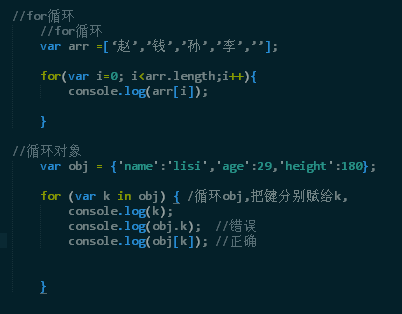 //for循环
//for循环
var arr =[‘赵’,’钱’,’孙’,’李’,’’];
for(var i=0; i<arr.length;i++){
console.log(arr[i]);
}
//循环对象
var obj = {'name':'lisi','age':29,'height':180};
for (var k in obj) { /循环obj,把键分别赋给k,
console.log(k);
console.log(obj.k);  //错误
console.log(obj[k]); //正确
}